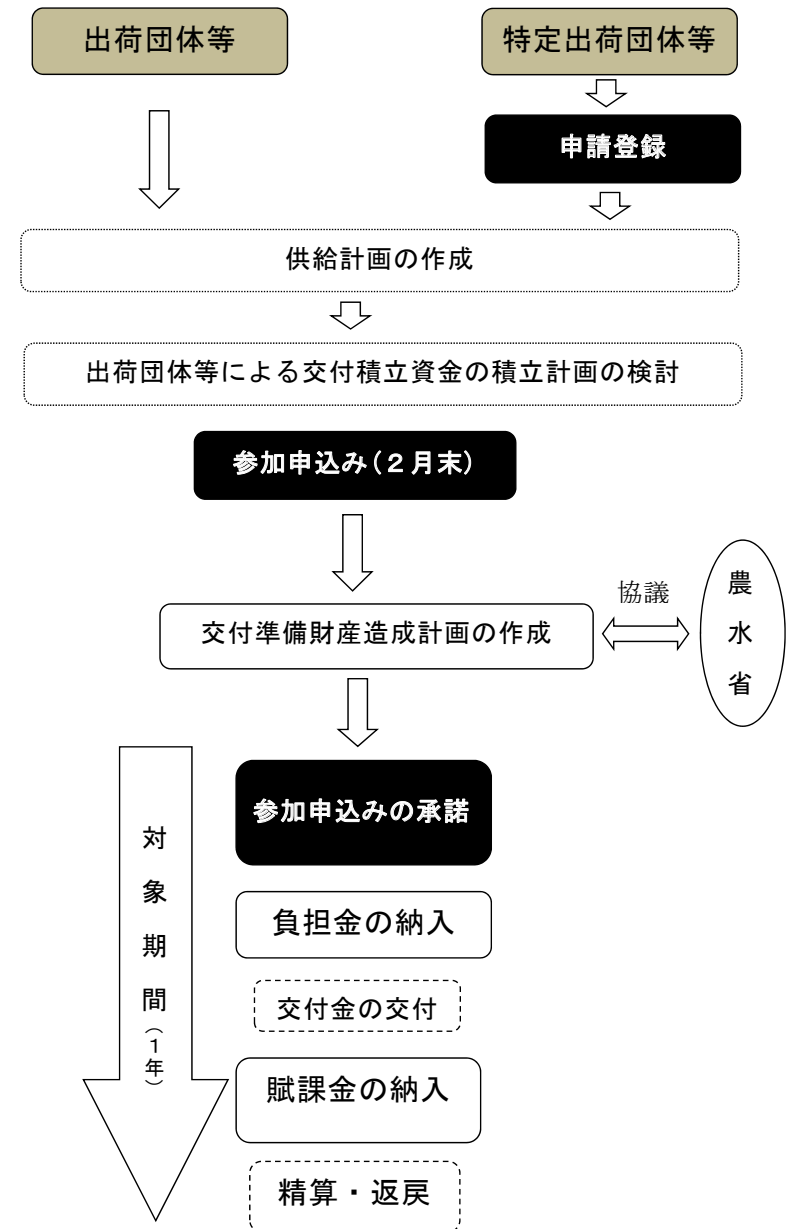 出荷団体等
特定出荷団体等
申請登録
供給計画の作成
出荷団体等による交付積立資金の積立計画の検討
参加申込み（２月末）
交付準備財産造成計画の作成
協議
農水省
参加申込みの承諾
対象期間（１年）
負担金の納入
交付金の交付
賦課金の納入
精算・返戻